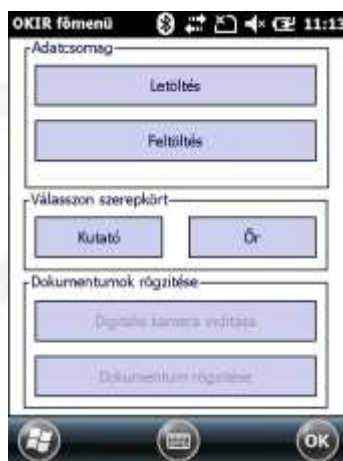 OKIR főmenü 11:13
Adatcsomag
Letöltés
Feltöltés
Válasszon szerepkört
Kutató
Őr
Dokumentumok rögzítése
Digitális kamera indítása
Dokumentum rögzítése
OK